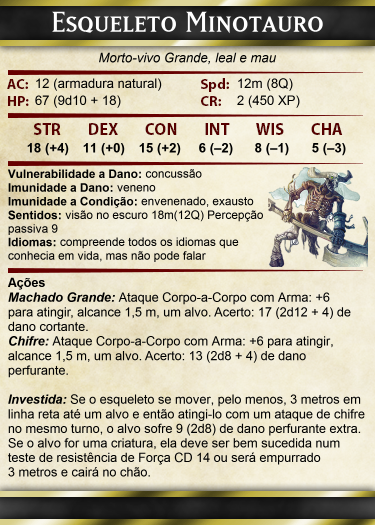 Esqueleto Minotauro
Morto-vivo Grande, leal e mau
AC: 12 (armadura natural) Spd: 12m (8Q)
HP: 67 (9d10 + 18) CR: 2 (450 XP)
STR DEX CON INT WIS CHA
18 (+4) 11 (+0) 15 (+2) 6 (–2) 8 (–1) 5 (–3)
Vulnerabilidade a Dano: concussão
Imunidade a Dano: veneno
Imunidade a Condição: envenenado, exausto
Sentidos: visão no escuro 18m(12Q) Percepção
passiva 9
Idiomas: compreende todos os idiomas que
conhecia em vida, mas não pode falar
Ações
Machado Grande: Ataque Corpo-a-Corpo com Arma: +6
para atingir, alcance 1,5 m, um alvo. Acerto: 17 (2d12 + 4) de
dano cortante.
Chifre: Ataque Corpo-a-Corpo com Arma: +6 para atingir,
alcance 1,5 m, um alvo. Acerto: 13 (2d8 + 4) de dano
perfurante.
Investida: Se o esqueleto se mover, pelo menos, 3 metros em
linha reta até um alvo e então atingi-lo com um ataque de chifre
no mesmo turno, o alvo sofre 9 (2d8) de dano perfurante extra.
Se o alvo for uma criatura, ela deve ser bem sucedida num
teste de resistência de Força CD 14 ou será empurrado
3 metros e cairá no chão.